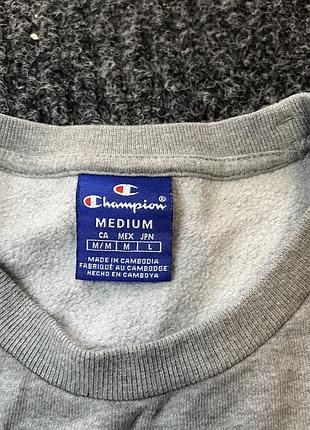 Champion®
MEDIUM
CA MEX JPN
M/M M L
MADE IN CAMBODIA
FABRIQUÉ AU CAMBODGE
HECHO EN CAMBOYA